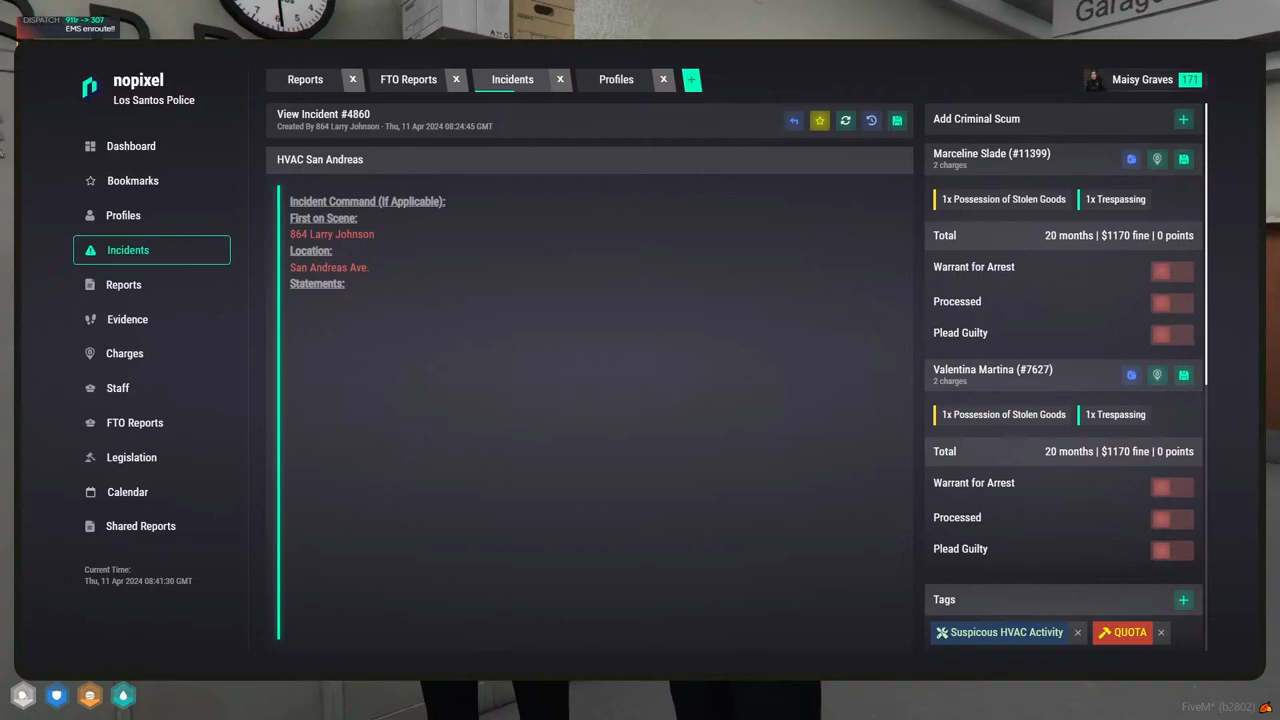 DISPATCH 911r -> 307
EMS enroute!!
Garage
nopixel
Los Santos Police
Dashboard
Bookmarks
Profiles
Incidents
Reports
Evidence
Charges
Staff
FTO Reports
Legislation
Calendar
Shared Reports
Current Time:
Thu, 11 Apr 2024 08:41:30 GMT
Reports x FTO Reports x Incidents x Profiles x +
Maisy Graves 171
View Incident #4860
Created By 864 Larry Johnson - Thu, 11 Apr 2024 08:24:45 GMT
HVAC San Andreas
Incident Command (If Applicable):
First on Scene:
864 Larry Johnson
Location:
San Andreas Ave.
Statements:
Add Criminal Scum +
Marceline Slade (#11399)
2 charges
1x Possession of Stolen Goods 1x Trespassing
Total 20 months | $1170 fine | 0 points
Warrant for Arrest
Processed
Plead Guilty
Valentina Martina (#7627)
2 charges
1x Possession of Stolen Goods 1x Trespassing
Total 20 months | $1170 fine | 0 points
Warrant for Arrest
Processed
Plead Guilty
Tags +
Suspicous HVAC Activity × QUOTA ×
FiveM* (b2802)